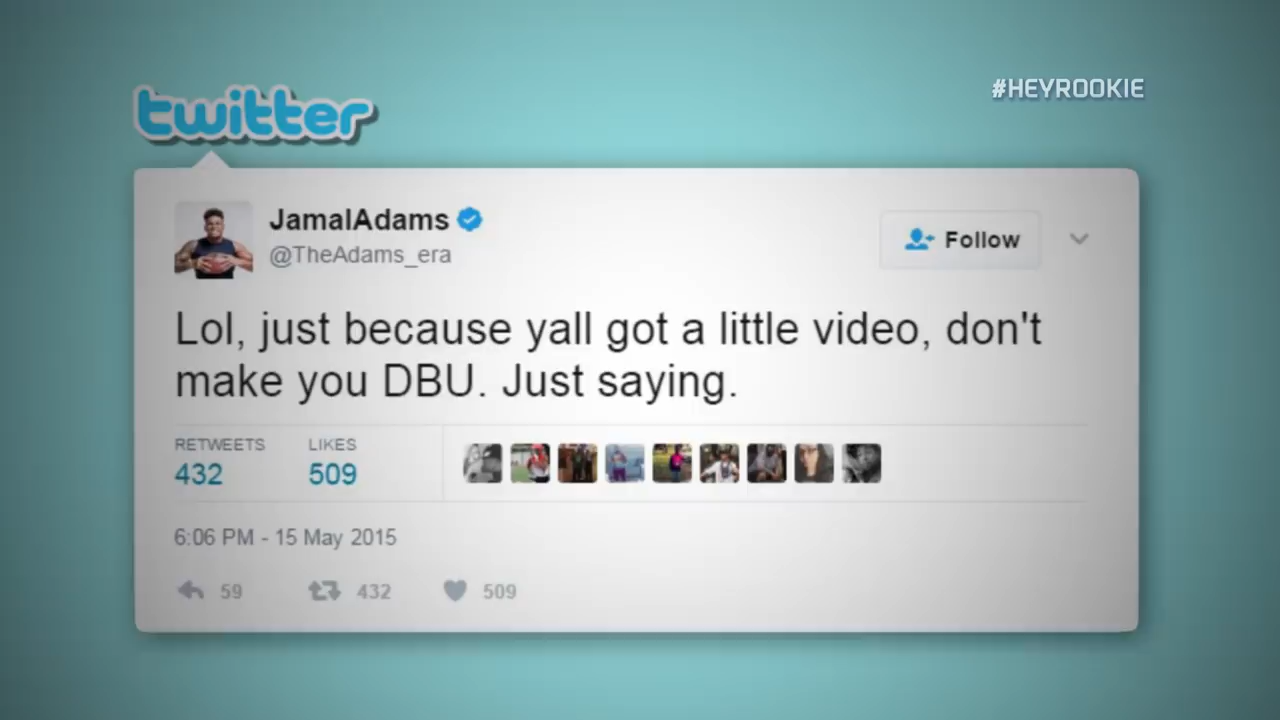 #HEYROOKIE
twitter
JamalAdams
@TheAdams_era
Follow
Lol, just because yall got a little video, don't
make you DBU. Just saying.
RETWEETS LIKES
432 509
6:06 PM - 15 May 2015
59 432 509